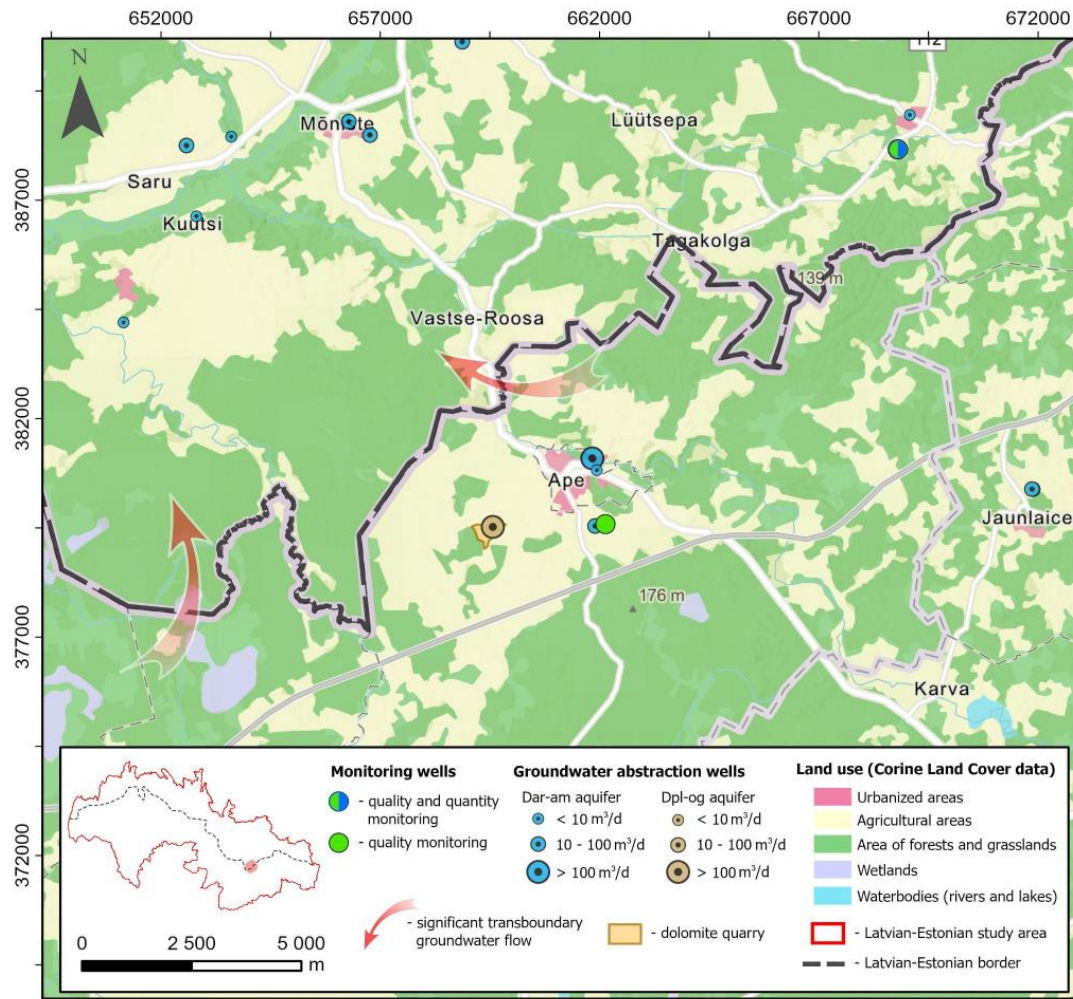 652000 657000 662000 667000 672000
N
112
Mõniste
Lüütsepa
Saru
387000
Kuutsi
Tagakolga
139 m
Vastse-Roosa
382000
Ape
Jaunlaice
176 m
377000
Karva
Monitoring wells
- quality and quantity
monitoring
- quality monitoring
Groundwater abstraction wells
Dar-am aquifer Dpl-og aquifer
< 10 m³/d < 10 m³/d
10 - 100 m³/d 10 - 100 m³/d
> 100 m³/d > 100 m³/d
Land use (Corine Land Cover data)
Urbanized areas
Agricultural areas
Area of forests and grasslands
Wetlands
Waterbodies (rivers and lakes)
372000
- significant transboundary
groundwater flow
- dolomite quarry
- Latvian-Estonian study area
- Latvian-Estonian border
0 2 500 5 000
m